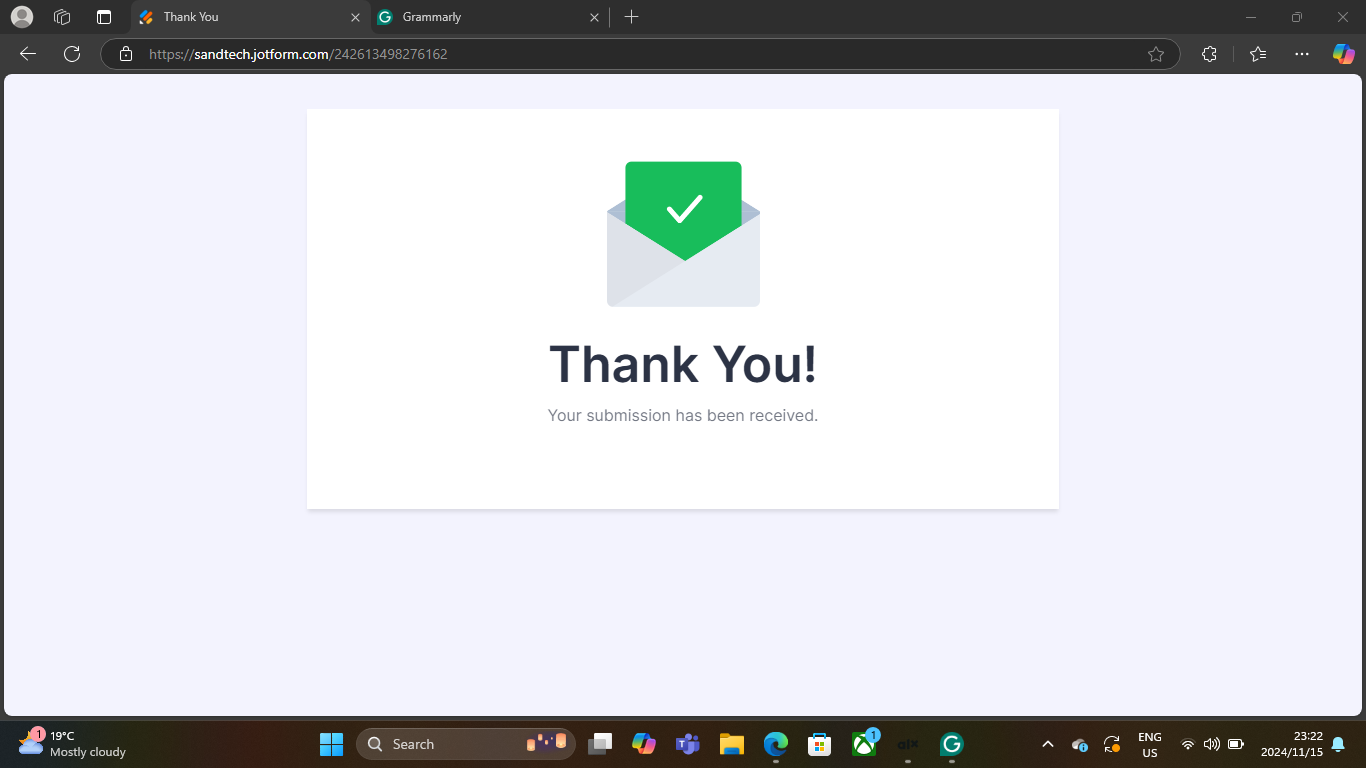 Thank You
Grammarly
https://sandtech.jotform.com/242613498276162
Thank You!
Your submission has been received.
1
19°C
Mostly cloudy
Search
1
alx
ENG
US
23:22
2024/11/15